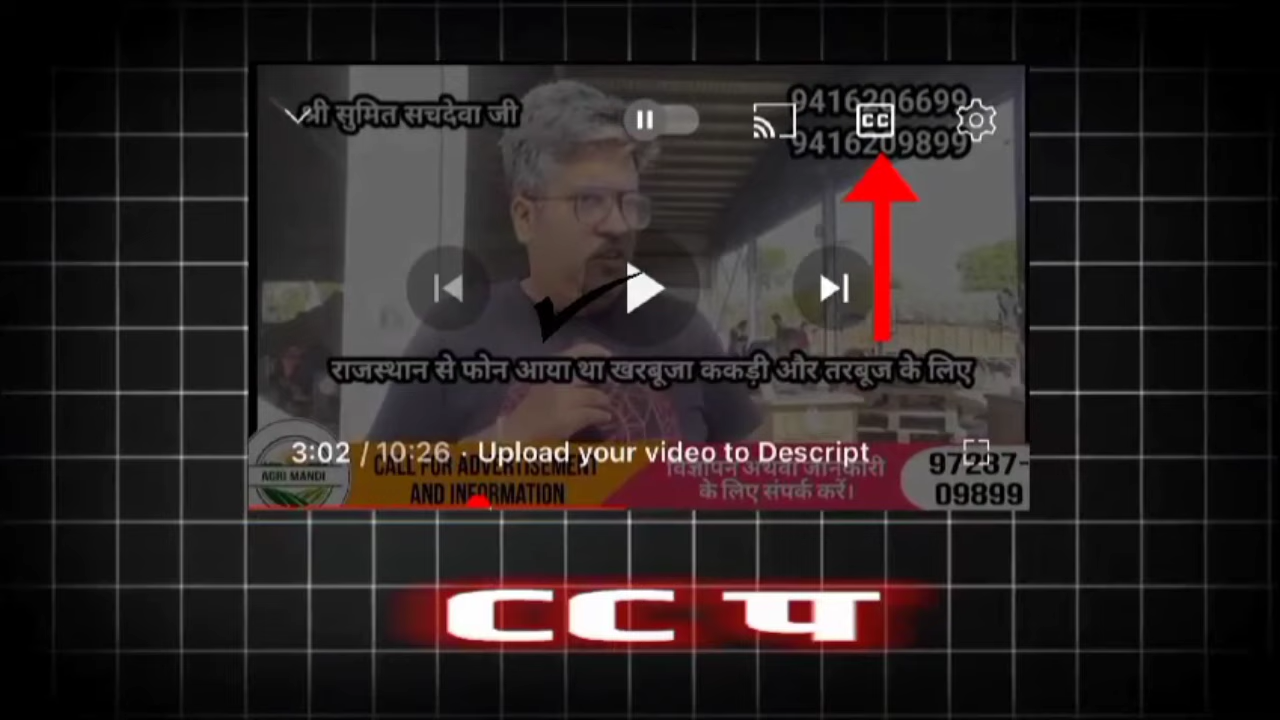 श्री सुमित सचदेवा जी
9416206699
CC
9416209899
राजस्थान से फोन आया था खरबूजा ककड़ी और तरबूज के लिए
3:02 / 10:26 · Upload your video to Descript
AGRI MANDI
CALL FOR ADVERTISEMENT
AND INFORMATION
विज्ञापन अथवा जानकारी
के लिए संपर्क करें।
97287-
09899
CC प